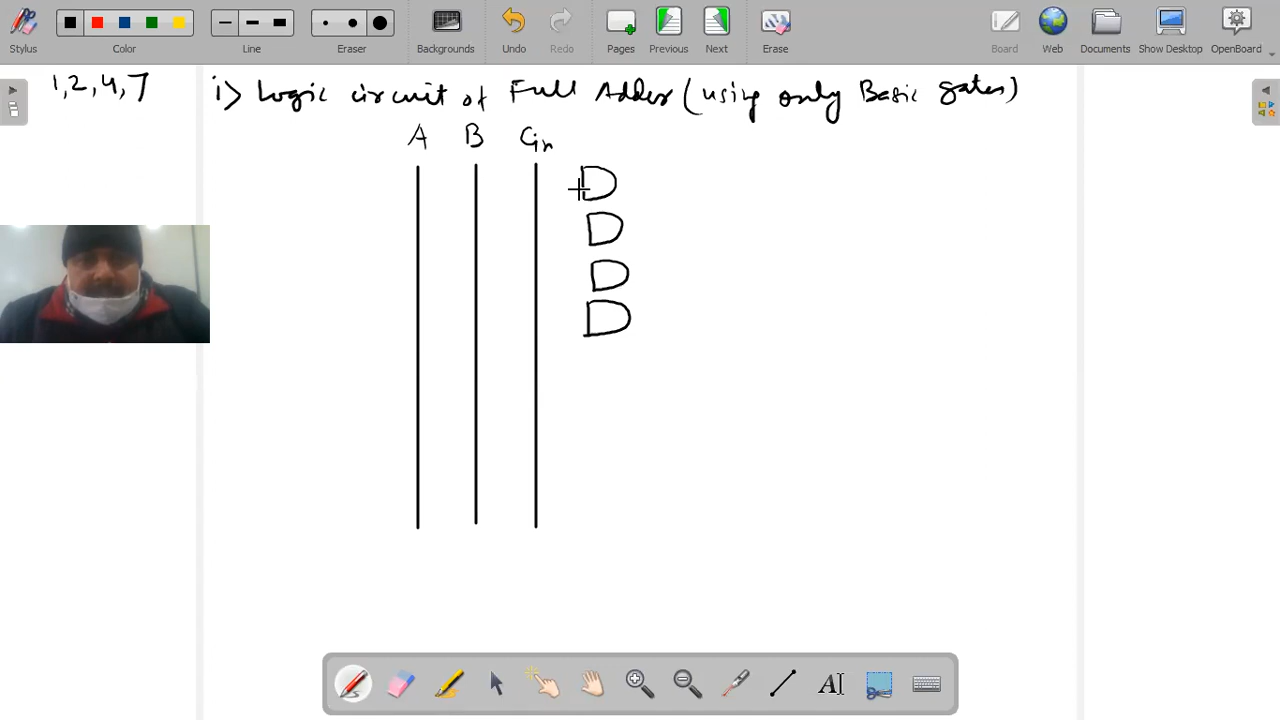 Stylus
Color
Line
Eraser
Backgrounds
Undo
Redo
Pages
Previous
Next
Erase
Board
Web
Documents
Show Desktop
OpenBoard
1,2,4,7
i> Logic circuit of Full Adder (using only Basic gates)
A B Cin